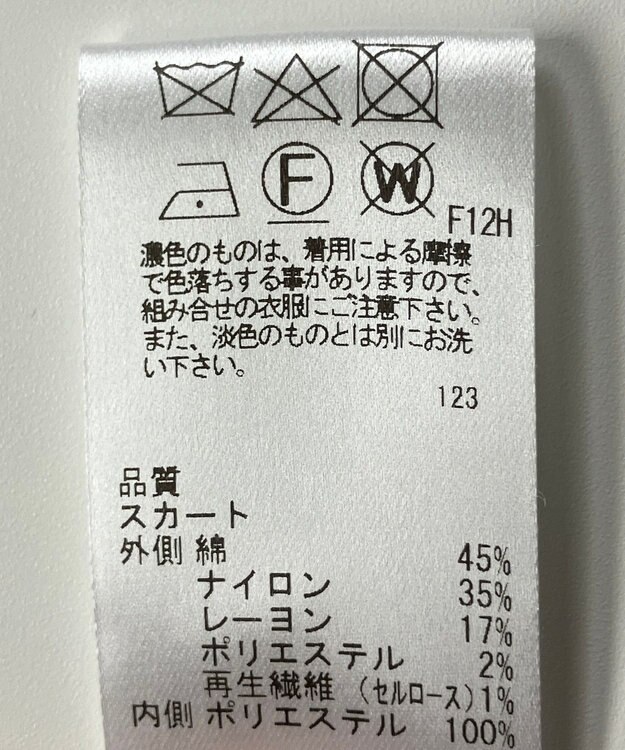 F W F12H
濃色のものは、着用による摩擦
で色落ちする事がありますので、
組み合せの衣服にご注意下さい。
また、淡色のものとは別にお洗
い下さい。
123
品質
スカート
外側 綿 45%
ナイロン 35%
レーヨン 17%
ポリエステル 2%
再生繊維 (セルロース) 1%
内側 ポリエステル 100%